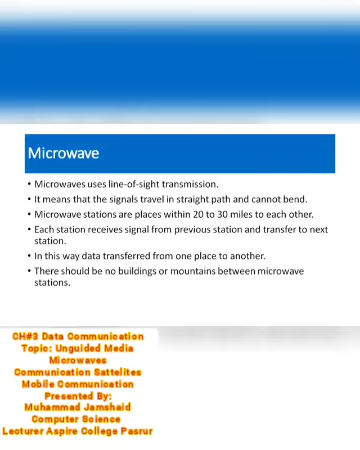 Microwave
• Microwaves uses line-of-sight transmission.
• It means that the signals travel in straight path and cannot bend.
• Microwave stations are places within 20 to 30 miles to each other.
• Each station receives signal from previous station and transfer to next
station.
• In this way data transferred from one place to another.
• There should be no buildings or mountains between microwave
stations.
CH#3 Data Communication
Topic: Unguided Media
Microwaves
Communication Sattelites
Mobile Communication
Presented By:
Muhammad Jamshaid
Computer Science
Lecturer Aspire College Pasrur